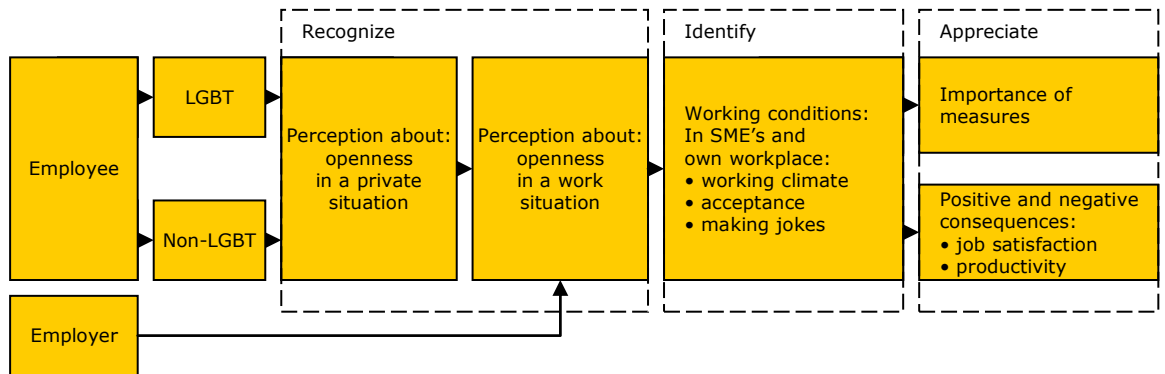 Recognize
Identify
Appreciate
Employee
LGBT
Non-LGBT
Perception about:
openness
in a private
situation
Perception about:
openness
in a work
situation
Working conditions:
In SME's and
own workplace:
• working climate
• acceptance
• making jokes
Importance of
measures
Positive and negative
consequences:
• job satisfaction
• productivity
Employer